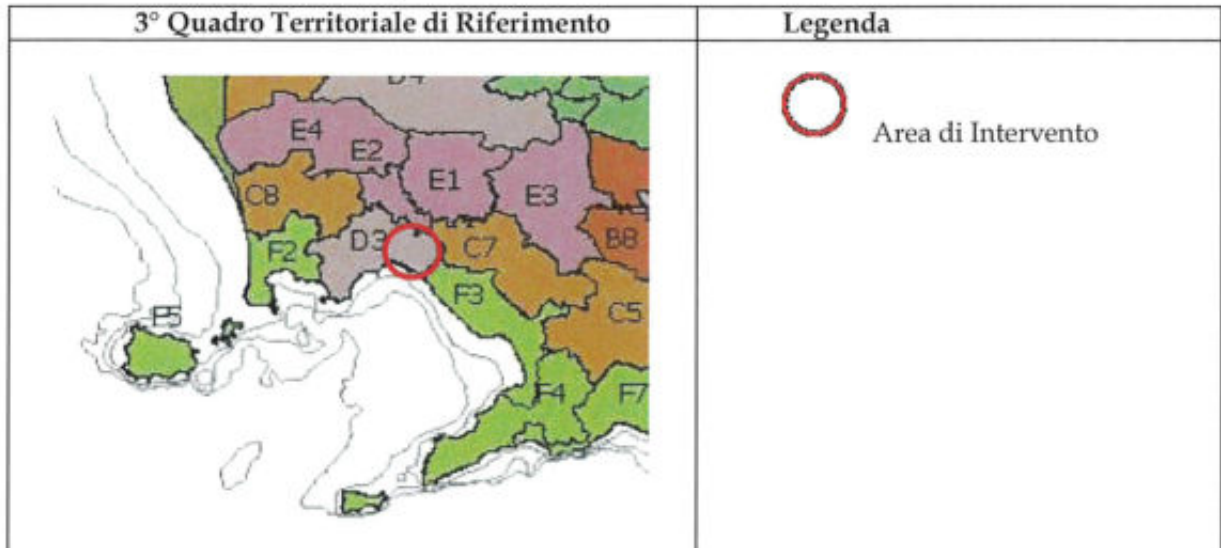 3° Quadro Territoriale di Riferimento
Legenda
Area di Intervento
D4
E4
E2
E1
E3
C8
D3
C7
B8
F2
F3
C5
F4
F7